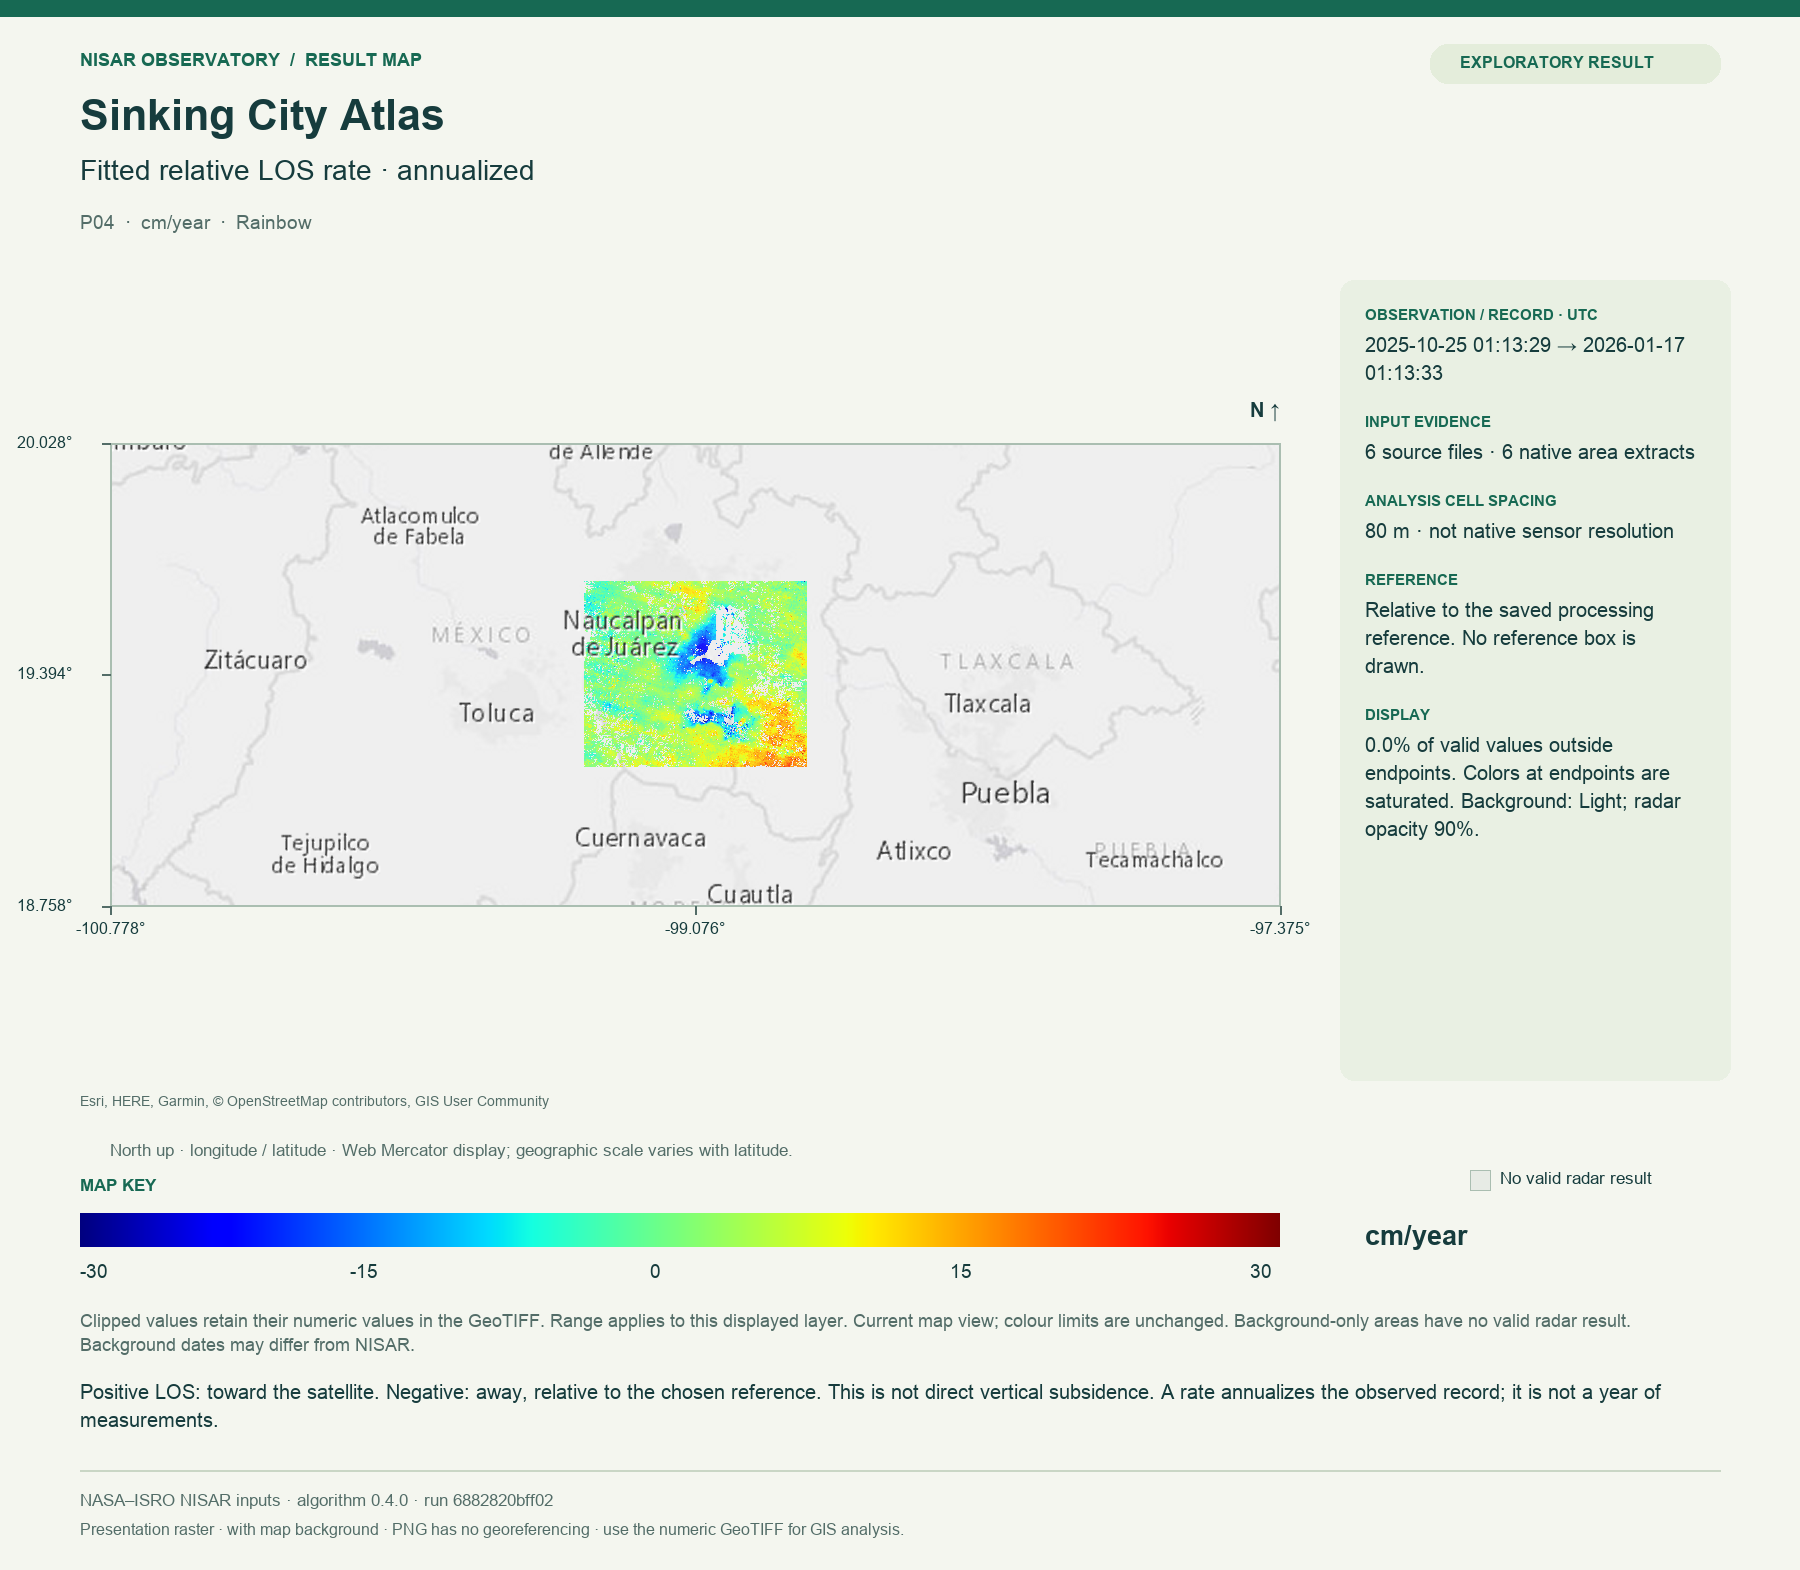 NISAR OBSERVATORY / RESULT MAP
EXPLORATORY RESULT
Sinking City Atlas
Fitted relative LOS rate · annualized
P04 · cm/year · Rainbow
OBSERVATION / RECORD · UTC
2025-10-25 01:13:29 → 2026-01-17
01:13:33
INPUT EVIDENCE
6 source files · 6 native area extracts
ANALYSIS CELL SPACING
80 m · not native sensor resolution
REFERENCE
Relative to the saved processing
reference. No reference box is
drawn.
DISPLAY
0.0% of valid values outside
endpoints. Colors at endpoints are
saturated. Background: Light; radar
opacity 90%.
N ↑
20.028°
19.394°
18.758°
-100.778°
-99.076°
-97.375°
de Allende
Atlacomulco
de Fabela
Naucalpan
de Juárez
MÉXICO
Zitácuaro
Toluca
TLAXCALA
Tlaxcala
Puebla
Cuernavaca
Tejupilco
de Hidalgo
Atlixco
PUEBLA
Tecamachalco
Cuautla
Esri, HERE, Garmin, © OpenStreetMap contributors, GIS User Community
North up · longitude / latitude · Web Mercator display; geographic scale varies with latitude.
MAP KEY
No valid radar result
cm/year
-30
-15
0
15
30
Clipped values retain their numeric values in the GeoTIFF. Range applies to this displayed layer. Current map view; colour limits are unchanged. Background-only areas have no valid radar result.
Background dates may differ from NISAR.
Positive LOS: toward the satellite. Negative: away, relative to the chosen reference. This is not direct vertical subsidence. A rate annualizes the observed record; it is not a year of
measurements.
NASA–ISRO NISAR inputs · algorithm 0.4.0 · run 6882820bff02
Presentation raster · with map background · PNG has no georeferencing · use the numeric GeoTIFF for GIS analysis.